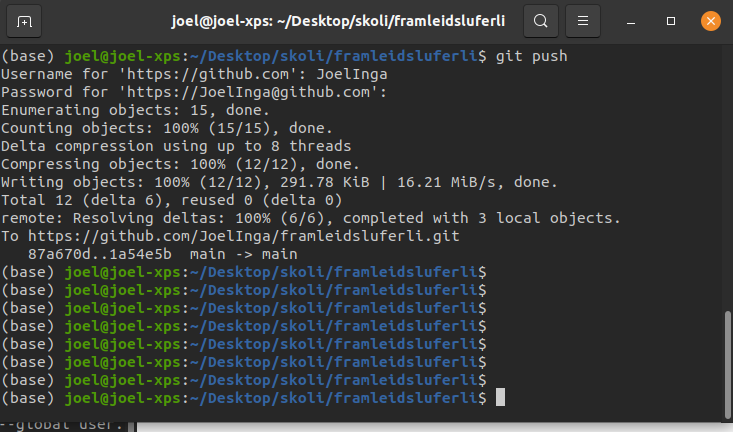 joel@joel-xps: ~/Desktop/skoli/framleidsluferli
(base) joel@joel-xps:~/Desktop/skoli/framleidsluferli$ git push
Username for 'https://github.com': JoelInga
Password for 'https://JoelInga@github.com':
Enumerating objects: 15, done.
Counting objects: 100% (15/15), done.
Delta compression using up to 8 threads
Compressing objects: 100% (12/12), done.
Writing objects: 100% (12/12), 291.78 KiB | 16.21 MiB/s, done.
Total 12 (delta 6), reused 0 (delta 0)
remote: Resolving deltas: 100% (6/6), completed with 3 local objects.
To https://github.com/JoelInga/framleidsluferli.git
   87a670d..1a54e5b  main -> main
(base) joel@joel-xps:~/Desktop/skoli/framleidsluferli$
(base) joel@joel-xps:~/Desktop/skoli/framleidsluferli$
(base) joel@joel-xps:~/Desktop/skoli/framleidsluferli$
(base) joel@joel-xps:~/Desktop/skoli/framleidsluferli$
(base) joel@joel-xps:~/Desktop/skoli/framleidsluferli$
(base) joel@joel-xps:~/Desktop/skoli/framleidsluferli$
(base) joel@joel-xps:~/Desktop/skoli/framleidsluferli$
(base) joel@joel-xps:~/Desktop/skoli/framleidsluferli$
--global user.